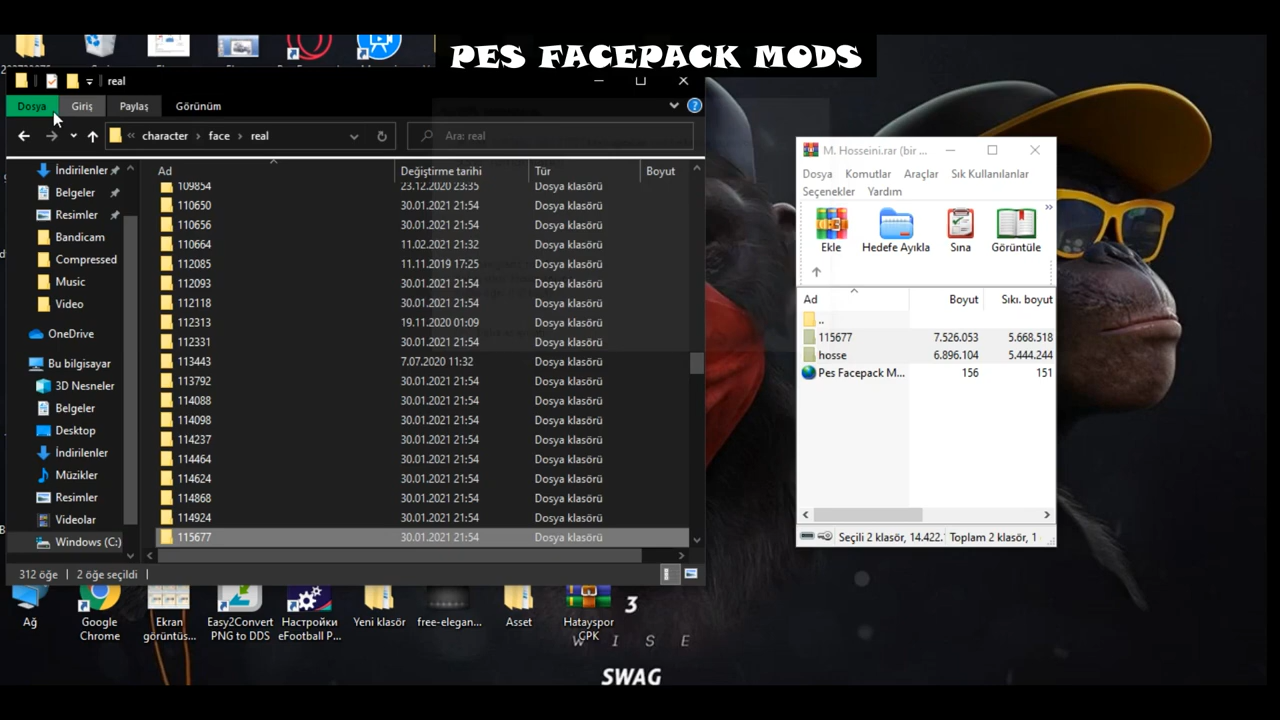 PES FACEPACK MODS
real
Dosya Giriş Paylaş Görünüm
character face real
Ara: real
Ad Değiştirme tarihi Tür Boyut
109854 23.12.2020 23:35 Dosya klasörü
110650 30.01.2021 21:54 Dosya klasörü
110656 30.01.2021 21:54 Dosya klasörü
110664 11.02.2021 21:32 Dosya klasörü
112085 11.11.2019 17:25 Dosya klasörü
112093 30.01.2021 21:54 Dosya klasörü
112118 30.01.2021 21:54 Dosya klasörü
112313 19.11.2020 01:09 Dosya klasörü
112331 30.01.2021 21:54 Dosya klasörü
113443 7.07.2020 11:32 Dosya klasörü
113792 30.01.2021 21:54 Dosya klasörü
114088 30.01.2021 21:54 Dosya klasörü
114098 30.01.2021 21:54 Dosya klasörü
114237 30.01.2021 21:54 Dosya klasörü
114464 30.01.2021 21:54 Dosya klasörü
114624 30.01.2021 21:54 Dosya klasörü
114868 30.01.2021 21:54 Dosya klasörü
114924 30.01.2021 21:54 Dosya klasörü
115677 30.01.2021 21:54 Dosya klasörü
İndirilenler
Belgeler
Resimler
Bandicam
Compressed
Music
Video
OneDrive
Bu bilgisayar
3D Nesneler
Belgeler
Desktop
İndirilenler
Müzikler
Resimler
Videolar
Windows (C:)
312 öğe 2 öğe seçildi
M. Hosseini.rar (bir ...
Dosya Komutlar Araçlar Sık Kullanılanlar
Seçenekler Yardım
Ekle Hedefe Ayıkla Sına Görüntüle
Ad Boyut Sıkı. boyut
..
115677 7.526.053 5.668.518
hosse 6.896.104 5.444.244
Pes Facepack M... 156 151
Seçili 2 klasör, 14.422. Toplam 2 klasör, 1
Ağ
Google
Chrome
Ekran
görüntüs...
Easy2Convert
PNG to DDS
Настройки
eFootball P...
Yeni klasör
free-elegan...
Asset
Hatayspor
CPK
3
W I S E
SWAG